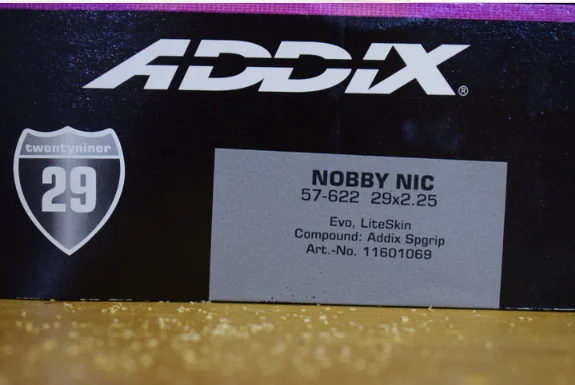 ADDIX®
twentyniner
29
NOBBY NIC
57-622 29x2.25
Evo, LiteSkin
Compound: Addix Spgrip
Art.-No. 11601069